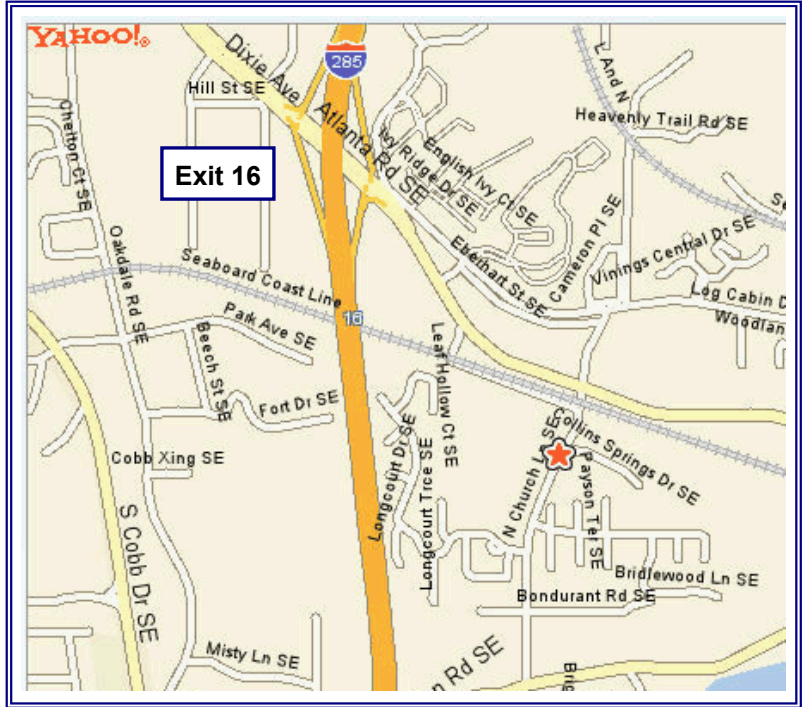 YAHOO!®
285
Dixie Ave
Atlanta Rd SE
Hill St SE
L And N
Heavenly Trail Rd SE
Chelton Ct SE
Exit 16
Ivy Ridge Dr SE
English Ivy Ct SE
Cameron Pl SE
Vinings Central Dr SE
Eberhart St SE
Oakdale Rd SE
Seaboard Coast Line
Log Cabin D
Woodlan
16
Park Ave SE
Beech St SE
Leaf Hollow Ct SE
Fort Dr SE
Collins Springs Dr SE
Longcourt Dr SE
Longcourt Trce SE
N Church L SE
Payson Ter SE
Cobb Xing SE
S Cobb Dr SE
Bridlewood Ln SE
Bondurant Rd SE
Misty Ln SE
n Rd SE